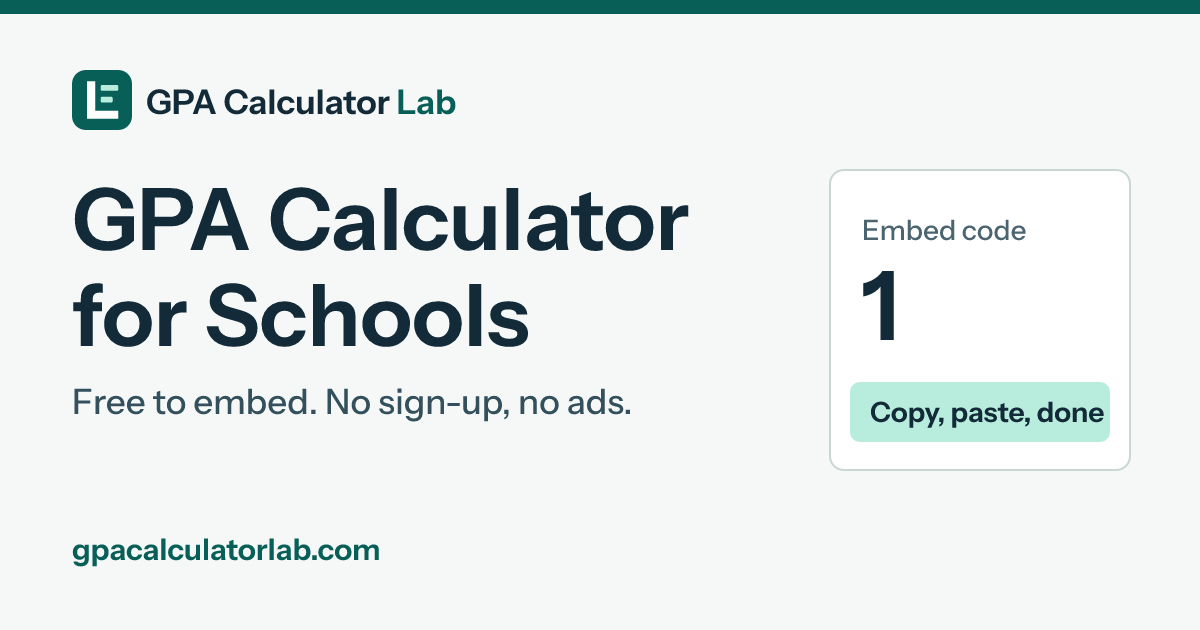 GPA Calculator Lab
GPA Calculator
for Schools
Free to embed. No sign-up, no ads.
Embed code
1
Copy, paste, done
gpacalculatorlab.com